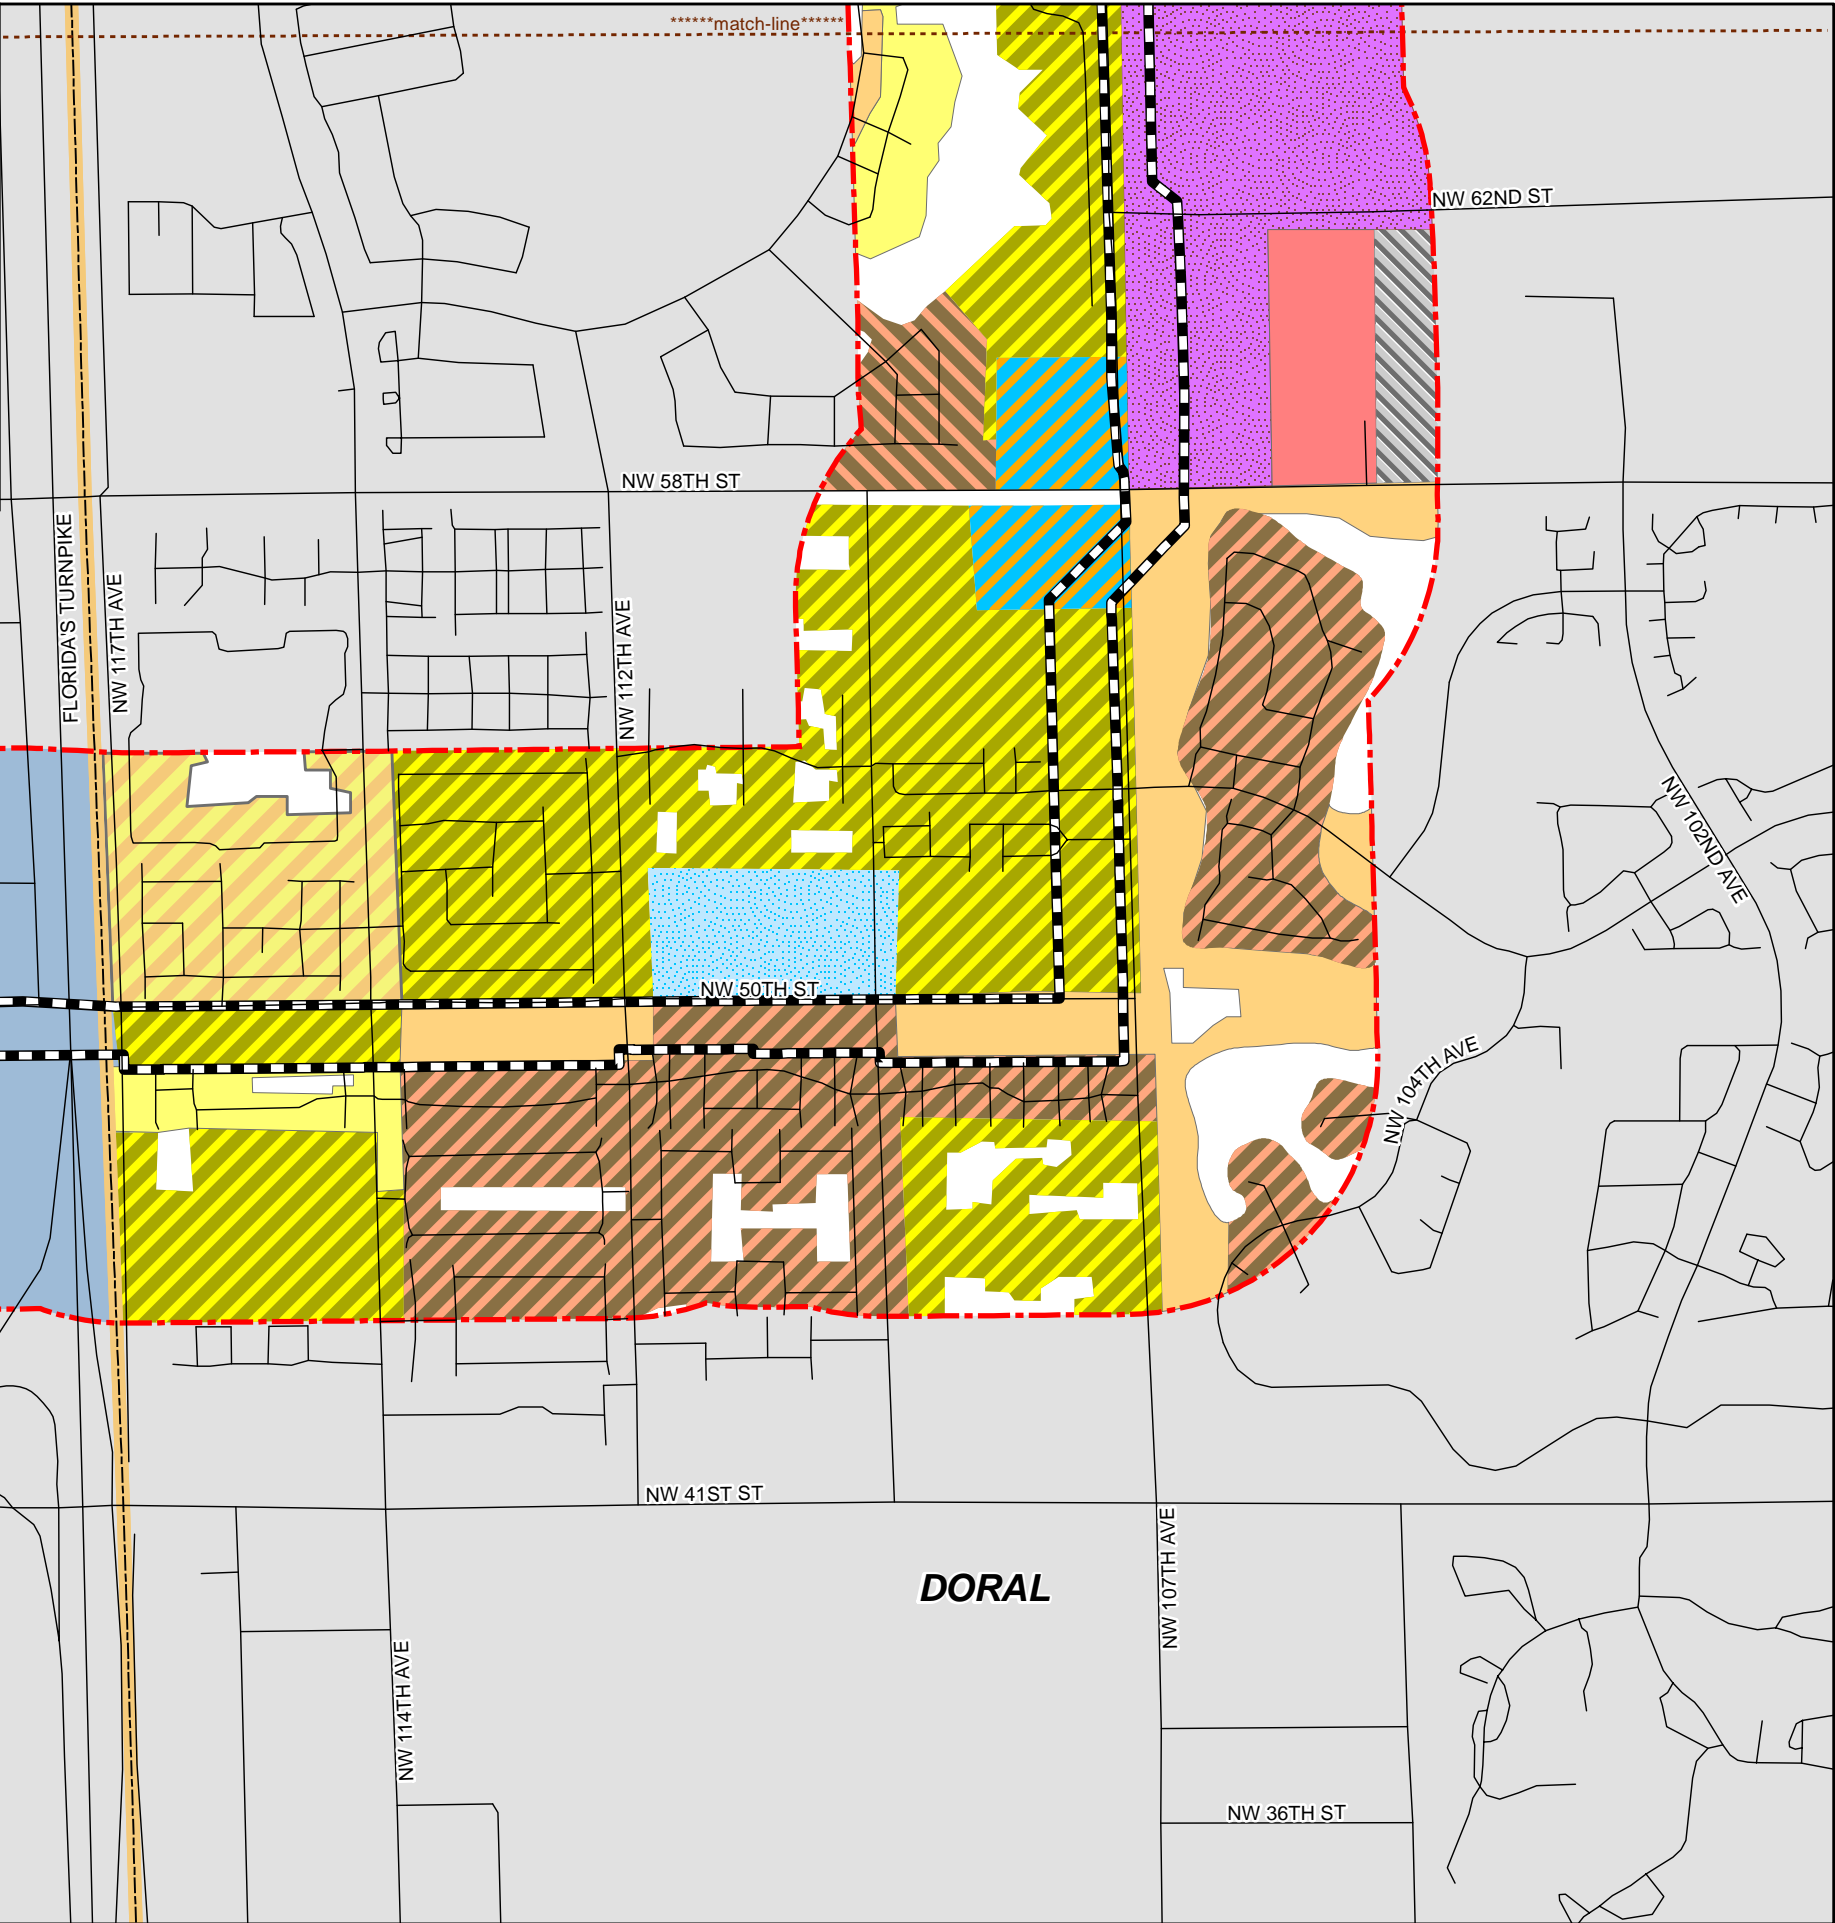 ******match-line******
NW 62ND ST
NW 58TH ST
FLORIDA'S TURNPIKE
NW 117TH AVE
NW 112TH AVE
NW 102ND AVE
NW 50TH ST
NW 104TH AVE
NW 41ST ST
NW 107TH AVE
DORAL
NW 114TH AVE
NW 36TH ST